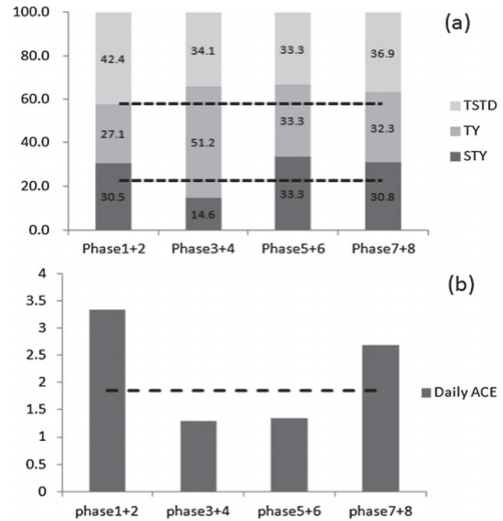 100.0
(a)
80.0
60.0
40.0
20.0
0.0
42.4
34.1
33.3
36.9
27.1
51.2
33.3
32.3
30.5
14.6
33.3
30.8
TSTD
TY
STY
Phase1+2
Phase3+4
Phase5+6
Phase7+8
(b)
4
3.5
3
2.5
2
1.5
1
0.5
0
Daily ACE
phase1+2
phase3+4
phase5+6
phase7+8